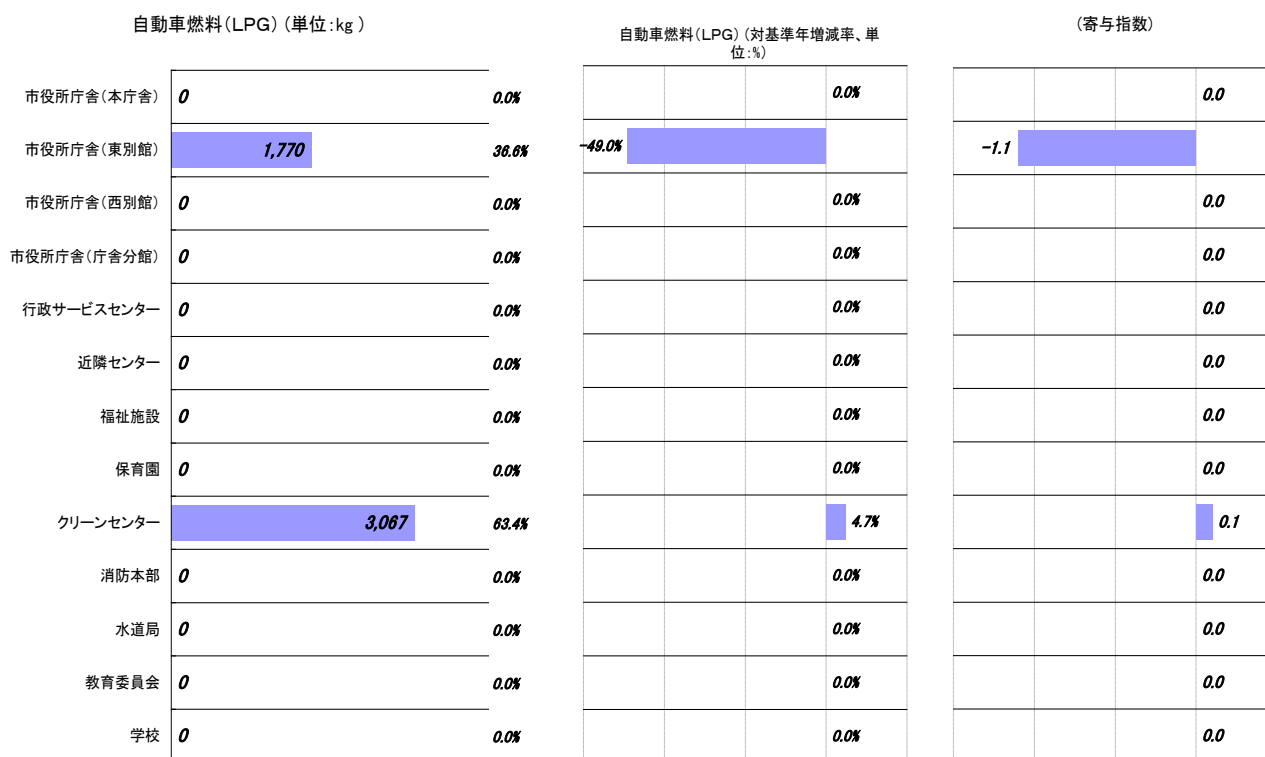 自動車燃料(LPG) (単位:kg )
自動車燃料(LPG) (対基準年増減率、単
位:%)
(寄与指数)
市役所庁舎(本庁舎) 0 0.0% 0.0% 0.0
市役所庁舎(東別館) 1,770 36.6% -49.0% -1.1
市役所庁舎(西別館) 0 0.0% 0.0% 0.0
市役所庁舎(庁舎分館) 0 0.0% 0.0% 0.0
行政サービスセンター 0 0.0% 0.0% 0.0
近隣センター 0 0.0% 0.0% 0.0
福祉施設 0 0.0% 0.0% 0.0
保育園 0 0.0% 0.0% 0.0
クリーンセンター 3,067 63.4% 4.7% 0.1
消防本部 0 0.0% 0.0% 0.0
水道局 0 0.0% 0.0% 0.0
教育委員会 0 0.0% 0.0% 0.0
学校 0 0.0% 0.0% 0.0